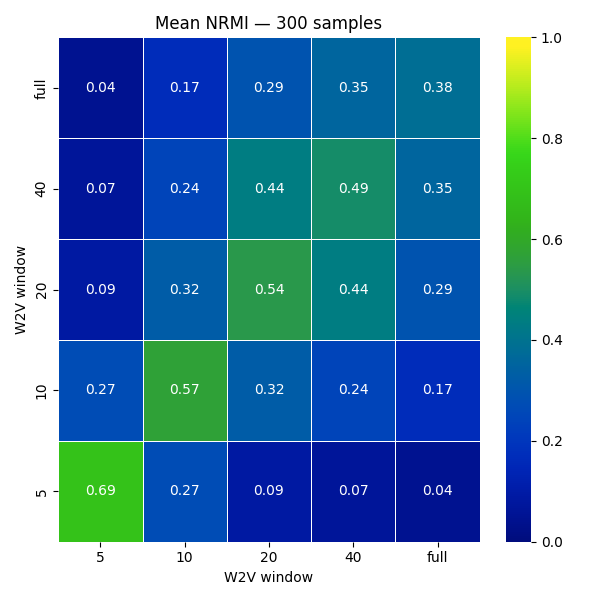 Mean NRMI — 300 samples
W2V window
full
0.04 0.17 0.29 0.35 0.38
40
0.07 0.24 0.44 0.49 0.35
20
0.09 0.32 0.54 0.44 0.29
10
0.27 0.57 0.32 0.24 0.17
5
0.69 0.27 0.09 0.07 0.04
5 10 20 40 full
W2V window
1.0
0.8
0.6
0.4
0.2
0.0